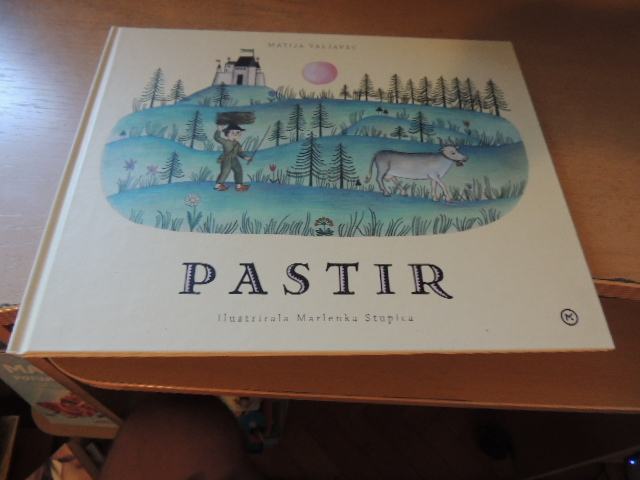 MATIJA VALJAVEC
PASTIR
Ilustrirala Marlenka Stupica
M